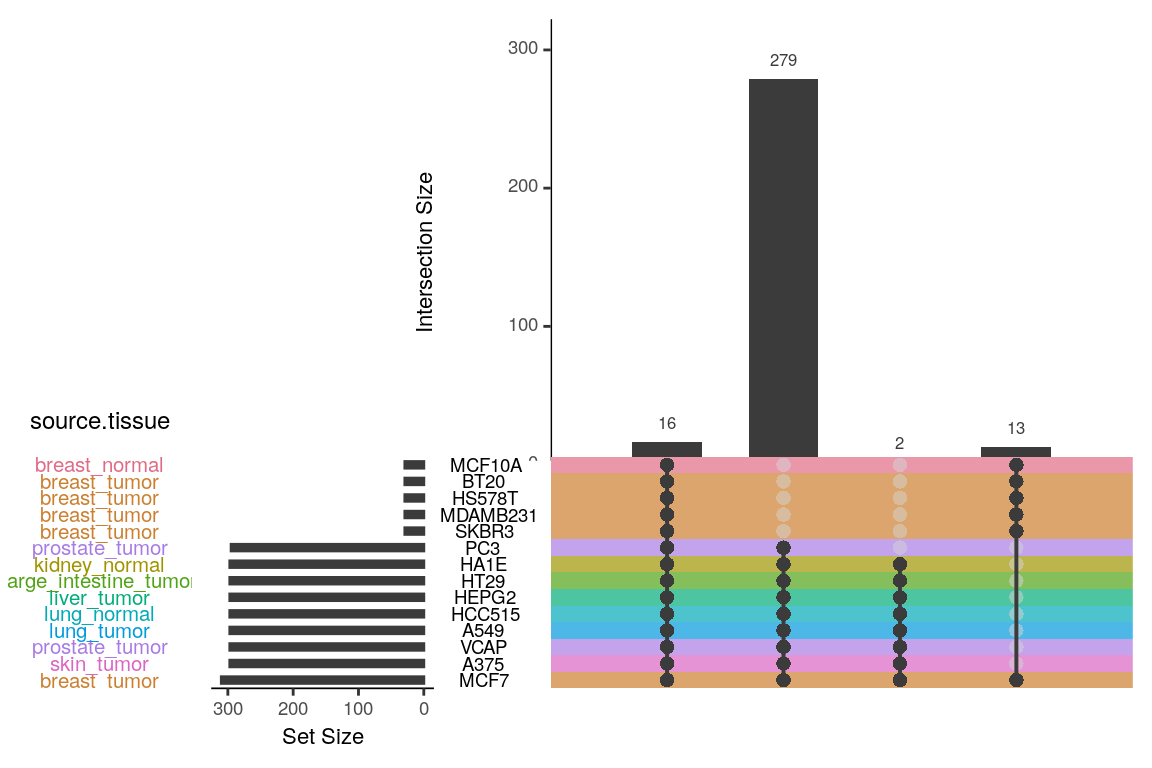 300
279
200
Intersection Size
100
source.tissue
16
2
13
0
breast_normal MCF10A
breast_tumor BT20
breast_tumor HS578T
breast_tumor MDAMB231
breast_tumor SKBR3
prostate_tumor PC3
kidney_normal HA1E
arge_intestine_tumor HT29
liver_tumor HEPG2
lung_normal HCC515
lung_tumor A549
prostate_tumor VCAP
skin_tumor A375
breast_tumor MCF7
300 200 100 0
Set Size